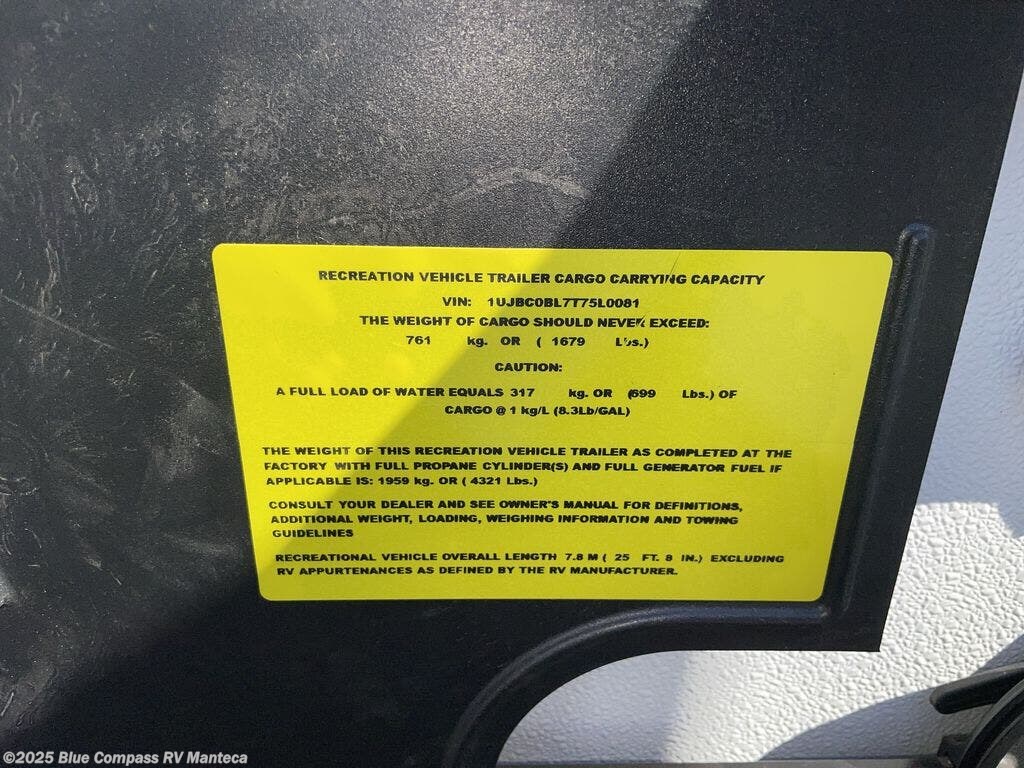 RECREATION VEHICLE TRAILER CARGO CARRYING CAPACITY
VIN: 1UJBC0BL7T75L0081
THE WEIGHT OF CARGO SHOULD NEVER EXCEED:
761 kg. OR ( 1679 Lbs.)
CAUTION:
A FULL LOAD OF WATER EQUALS 317 kg. OR (699 Lbs.) OF
CARGO @ 1 kg/L (8.3Lb/GAL)
THE WEIGHT OF THIS RECREATION VEHICLE TRAILER AS COMPLETED AT THE
FACTORY WITH FULL PROPANE CYLINDER(S) AND FULL GENERATOR FUEL IF
APPLICABLE IS: 1959 kg. OR ( 4321 Lbs.)
CONSULT YOUR DEALER AND SEE OWNER'S MANUAL FOR DEFINITIONS,
ADDITIONAL WEIGHT, LOADING, WEIGHING INFORMATION AND TOWING
GUIDELINES
RECREATIONAL VEHICLE OVERALL LENGTH 7.8 M ( 25 FT. 8 IN.) EXCLUDING
RV APPURTENANCES AS DEFINED BY THE RV MANUFACTURER.
©2025 Blue Compass RV Manteca